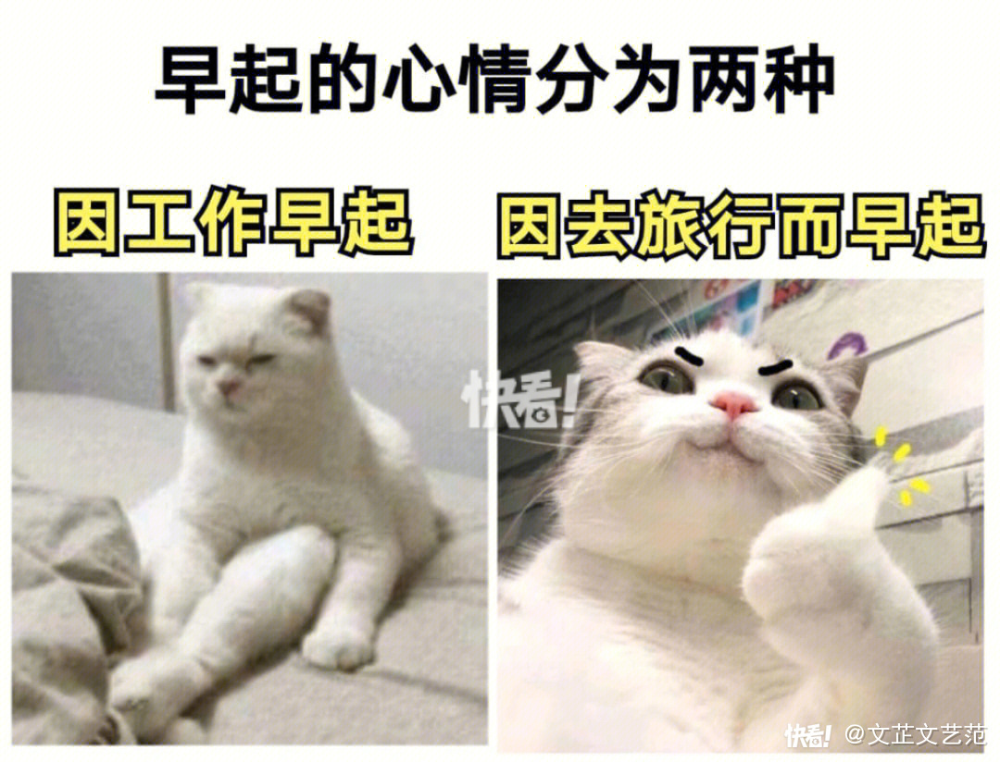 早起的心情分为两种
因工作早起
因去旅行而早起
快看!
快看! @文芷文艺范